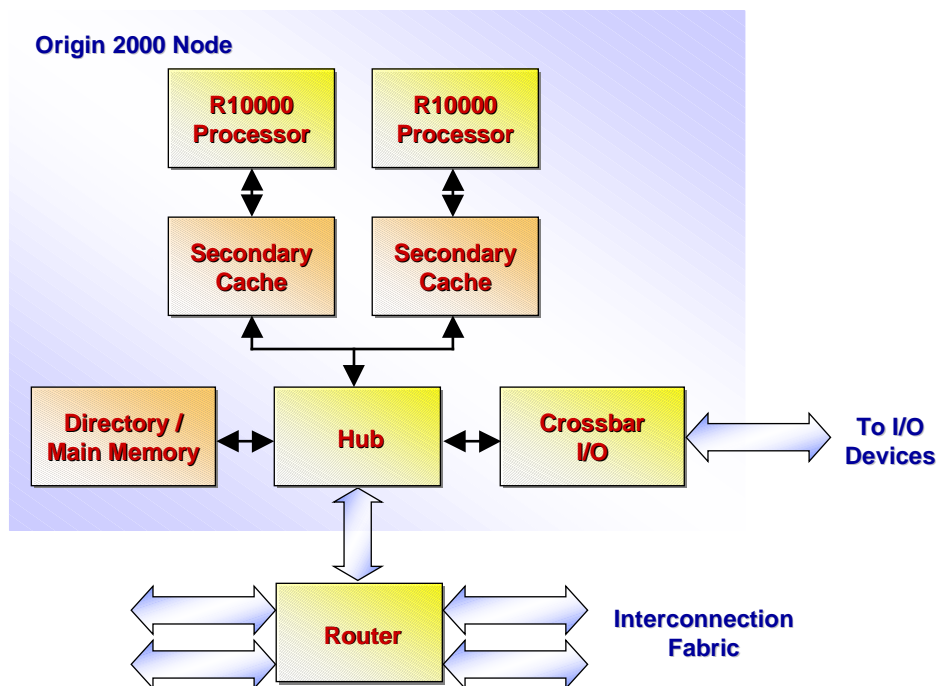 Origin 2000 Node
R10000
Processor
R10000
Processor
Secondary
Cache
Secondary
Cache
Directory /
Main Memory
Hub
Crossbar
I/O
To I/O
Devices
Router
Interconnection
Fabric